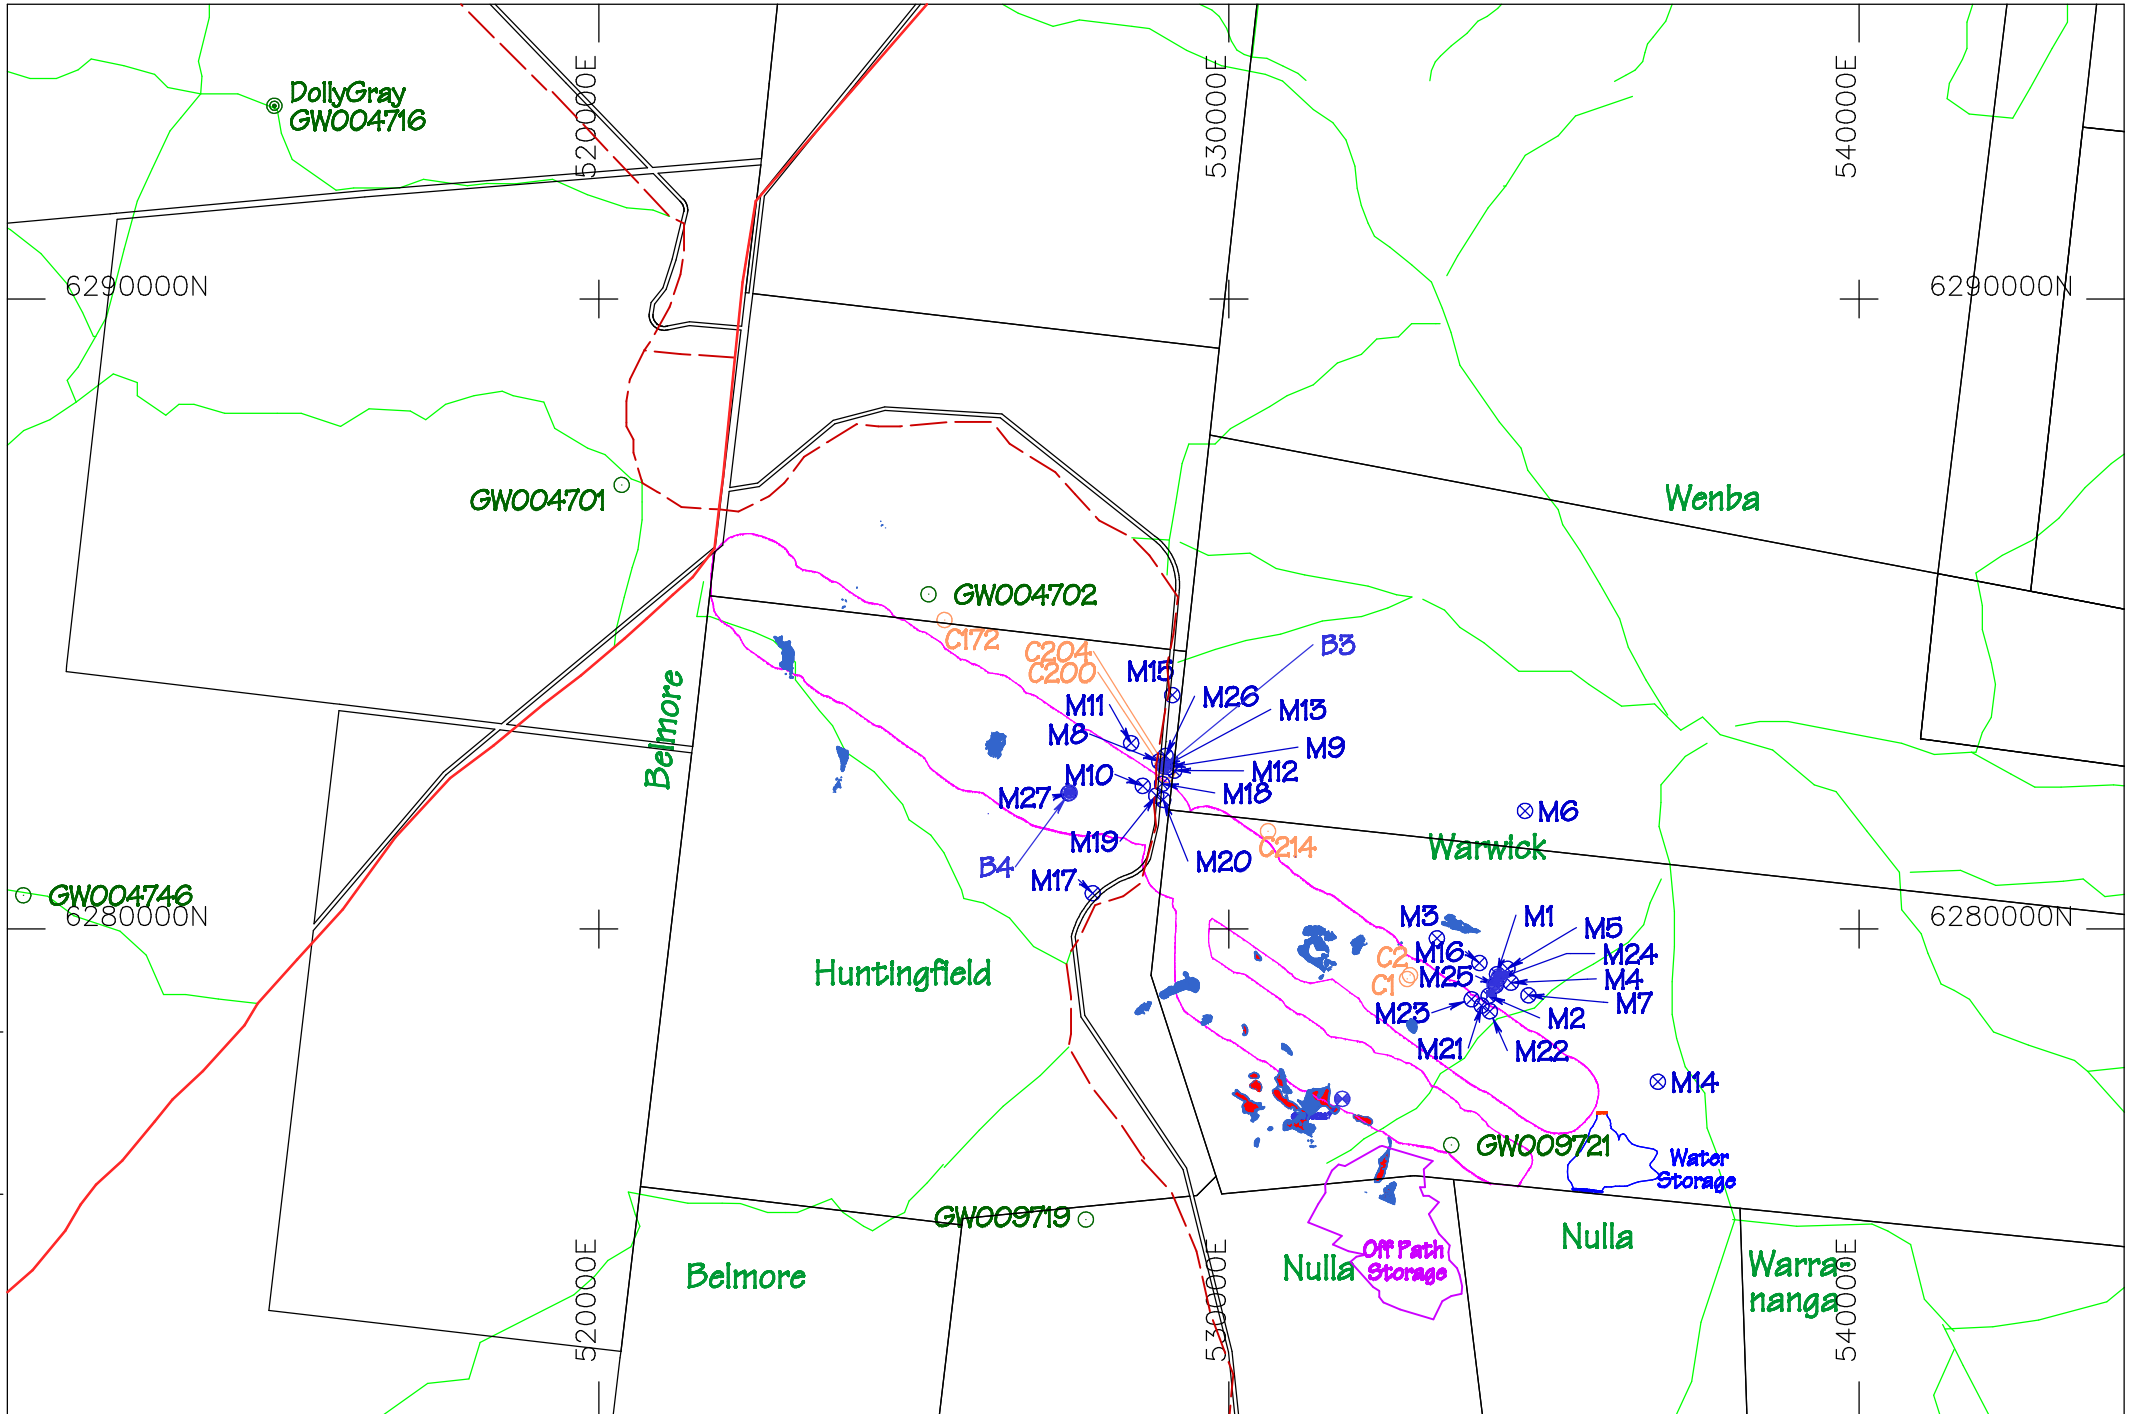 520000E
530000E
540000E
DollyGray
GW004716
6290000N
6290000N
GW004701
Wenba
GW004702
C172
C204
C200
B3
M15
M26
M11
M13
M8
M9
M10
M12
M27
M18
Belmore
M6
M19
C214
Warwick
B4
M20
M17
GW004746
6280000N
6280000N
M3
M1
M5
M16
M24
C2
M25
M4
C1
M7
M23
M2
M21
M22
Huntingfield
M14
GW009721
Water
Storage
GW009719
Nulla
Off Path
Storage
Nulla
Belmore
Warra-
nanga
520000E
530000E
540000E